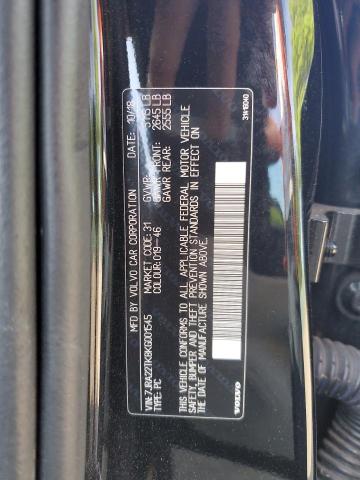 MFD BY VOLVO CAR CORPORATION DATE: 10/18
GVWR: 5115 LB
MARKET CODE: 31 GAWR FRONT: 2645 LB
COLOUR: 019-46 GAWR REAR: 2555 LB
VIN: 7JRA22TK8KG001545
TYPE: PC
THIS VEHICLE CONFORMS TO ALL APPLICABLE FEDERAL MOTOR VEHICLE
SAFETY, BUMPER AND THEFT PREVENTION STANDARDS IN EFFECT ON
THE DATE OF MANUFACTURE SHOWN ABOVE.
VOLVO
31418040